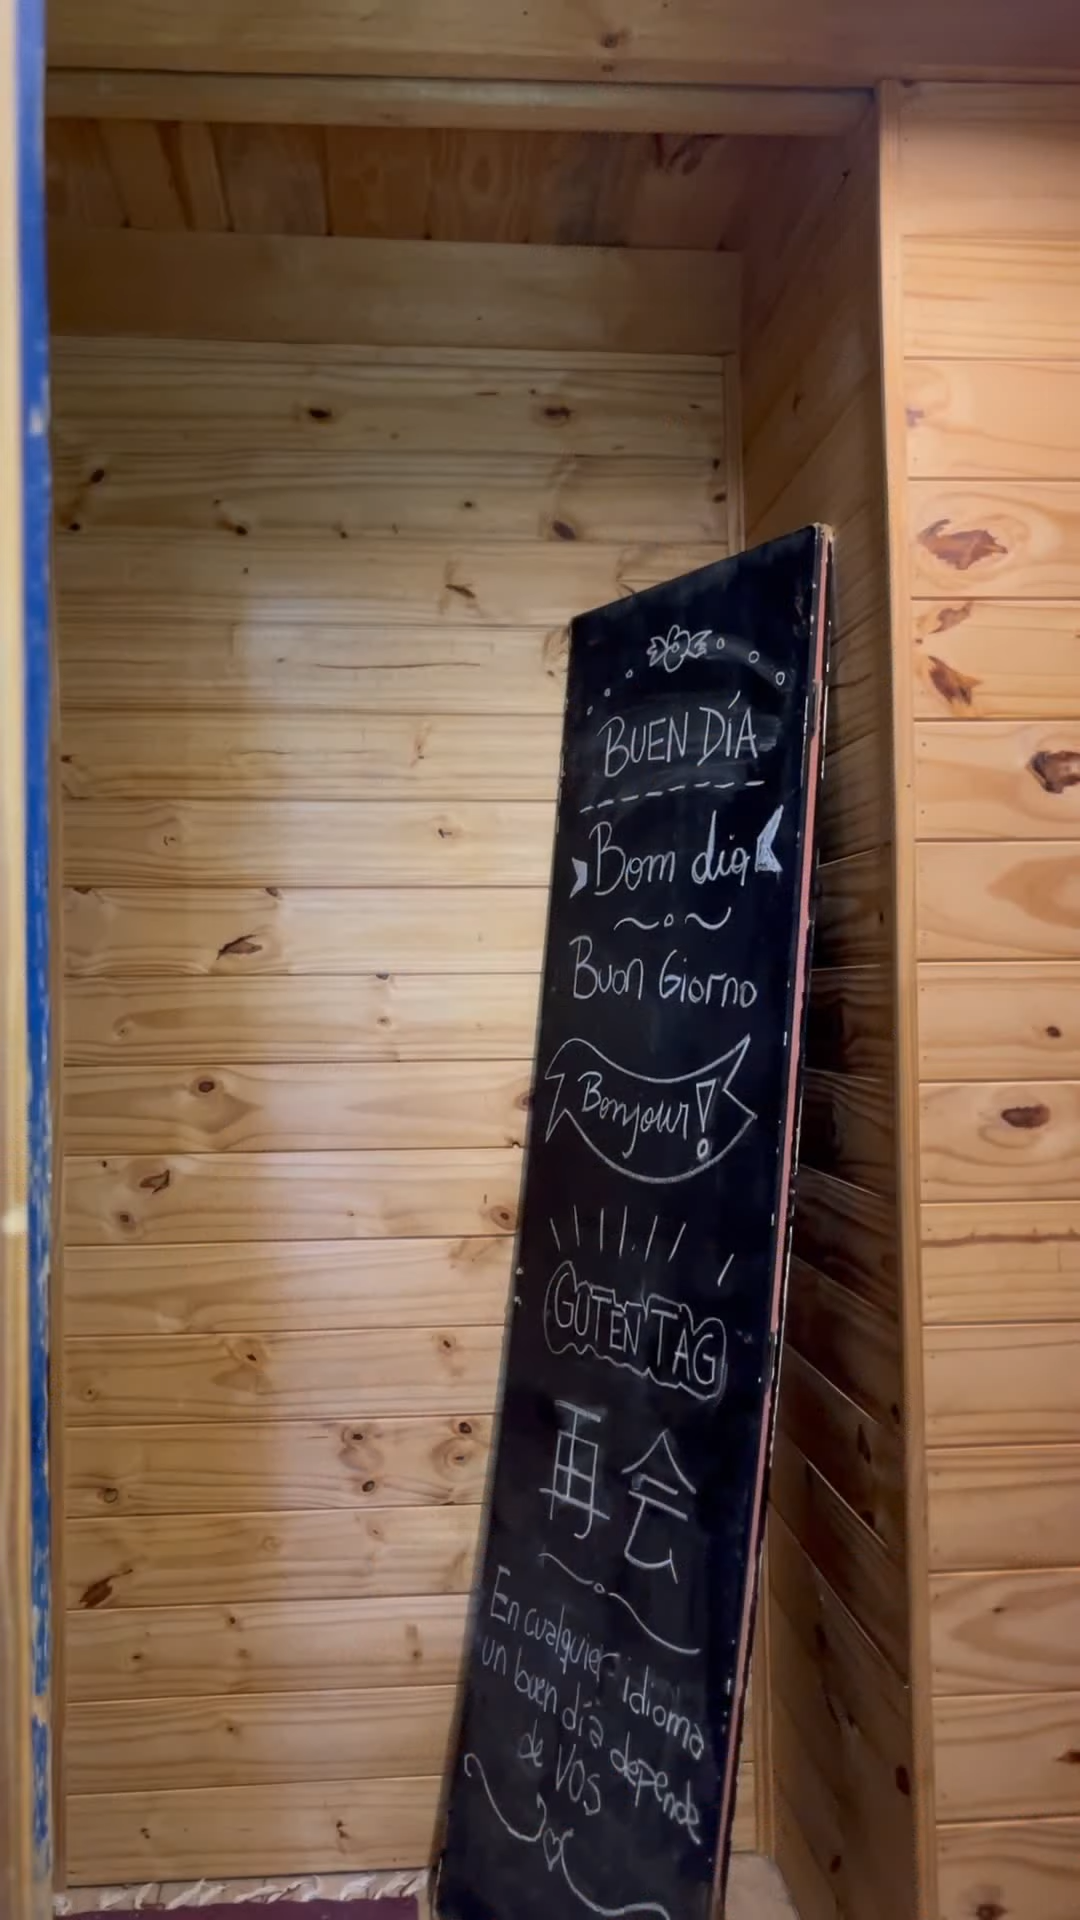 BUEN DÍA
Bom dia
Buon Giorno
Bonjour!
GUTEN TAG
再会
En cualquier idioma
un buen día depende
de VOS